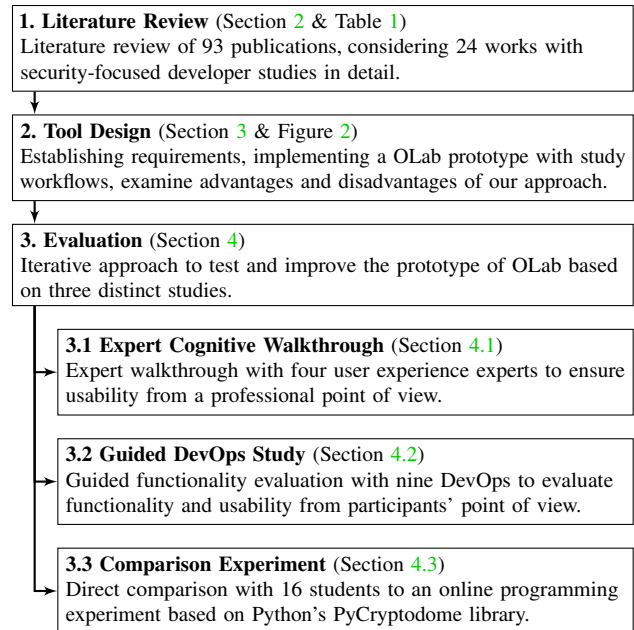 1. Literature Review (Section 2 & Table 1)
Literature review of 93 publications, considering 24 works with
security-focused developer studies in detail.
2. Tool Design (Section 3 & Figure 2)
Establishing requirements, implementing a OLab prototype with study
workflows, examine advantages and disadvantages of our approach.
3. Evaluation (Section 4)
Iterative approach to test and improve the prototype of OLab based
on three distinct studies.
3.1 Expert Cognitive Walkthrough (Section 4.1)
Expert walkthrough with four user experience experts to ensure
usability from a professional point of view.
3.2 Guided DevOps Study (Section 4.2)
Guided functionality evaluation with nine DevOps to evaluate
functionality and usability from participants' point of view.
3.3 Comparison Experiment (Section 4.3)
Direct comparison with 16 students to an online programming
experiment based on Python's PyCryptodome library.